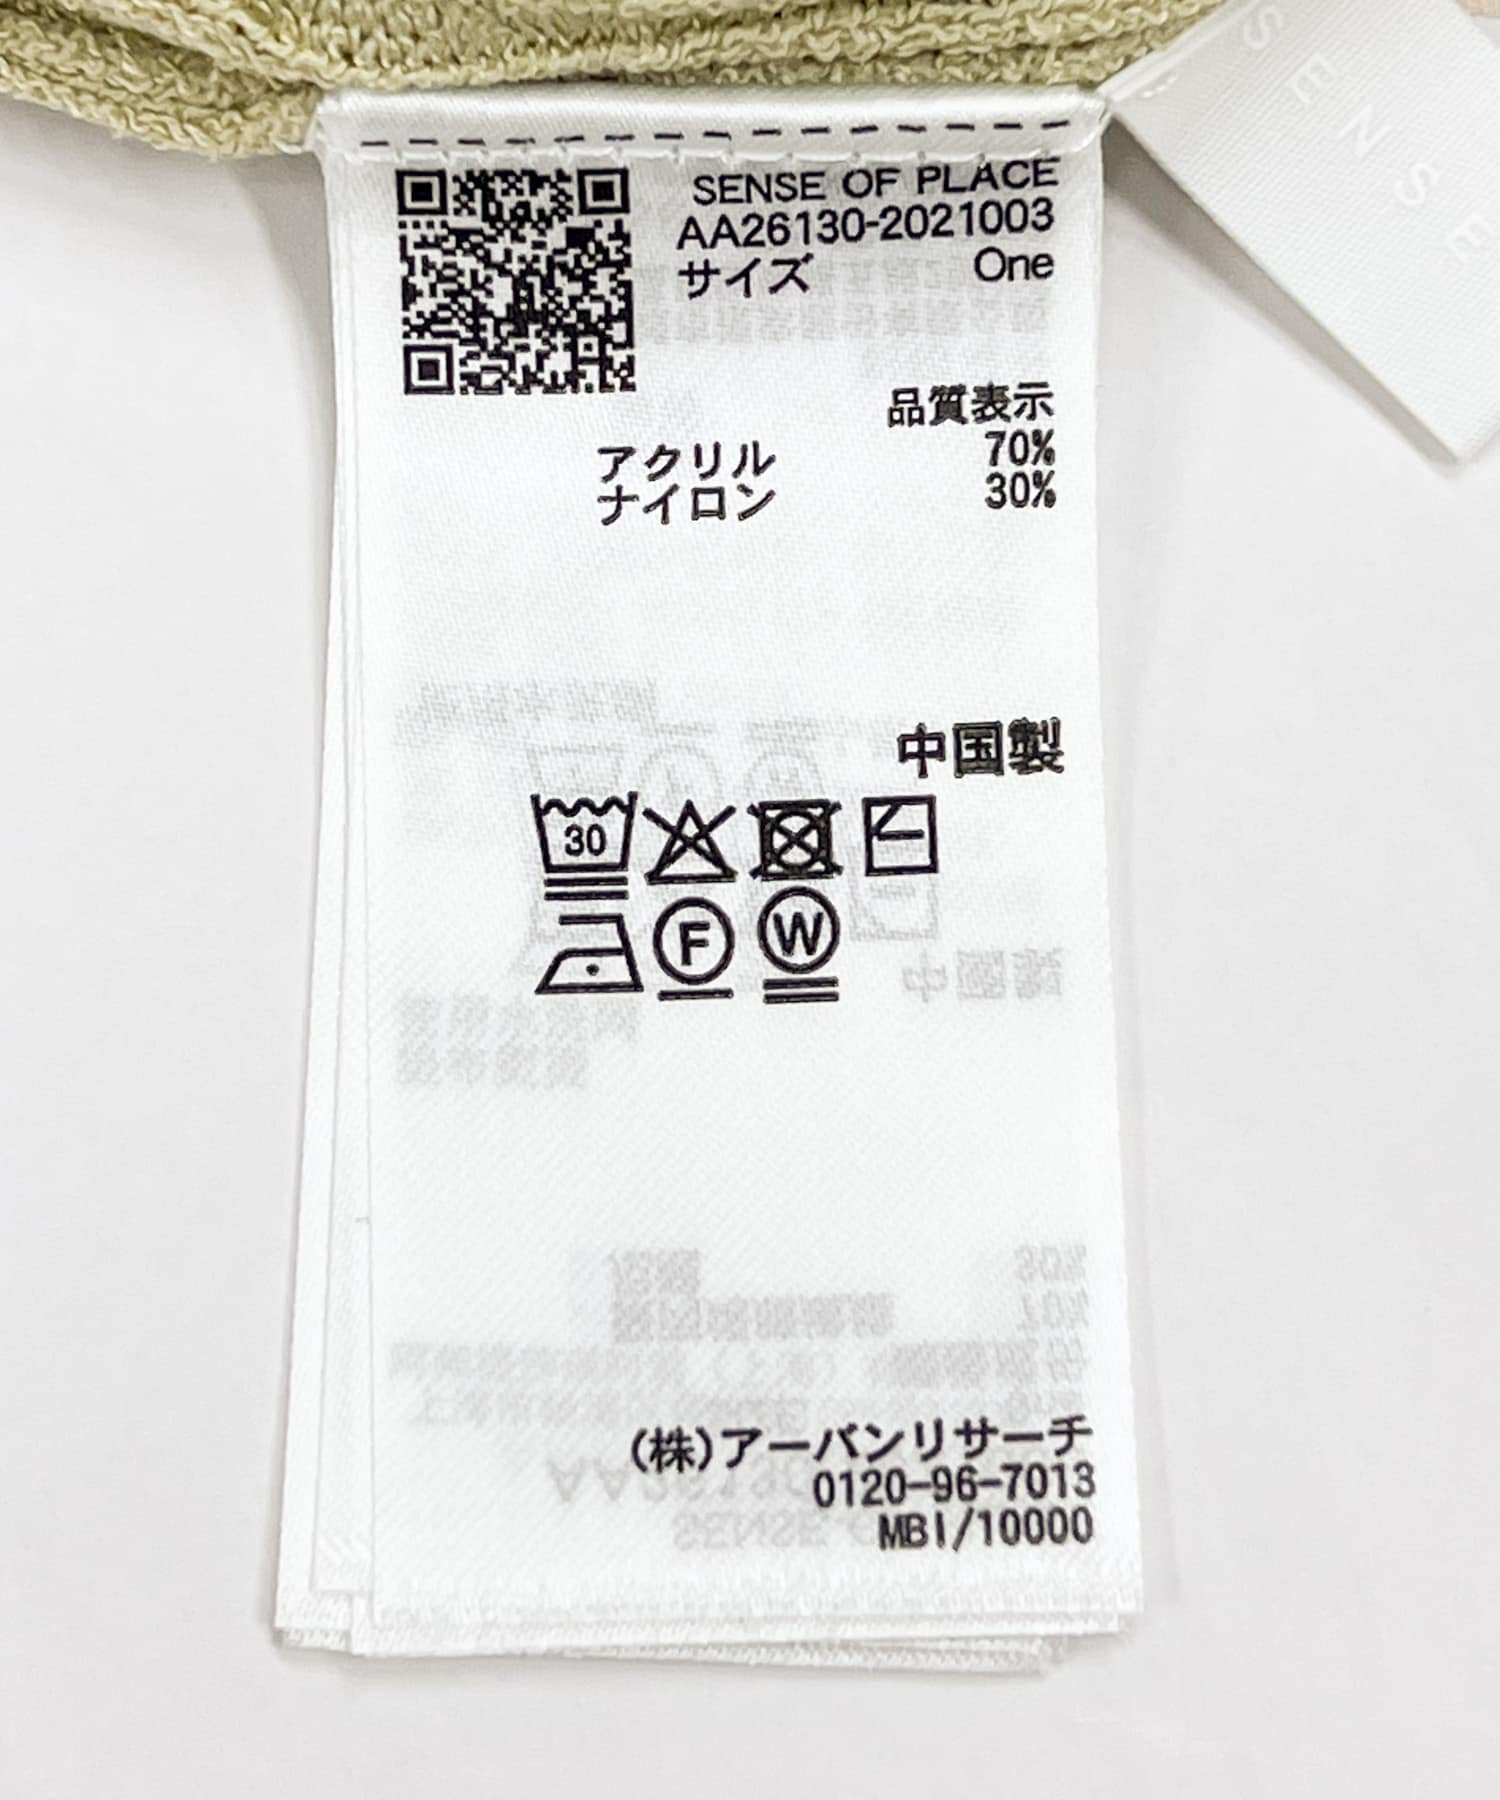 SENSE
SENSE OF PLACE
AA26130-2021003
サイズ One
品質表示
アクリル 70%
ナイロン 30%
中国製
30
F W
(株)アーバンリサーチ
0120-96-7013
MBI/10000